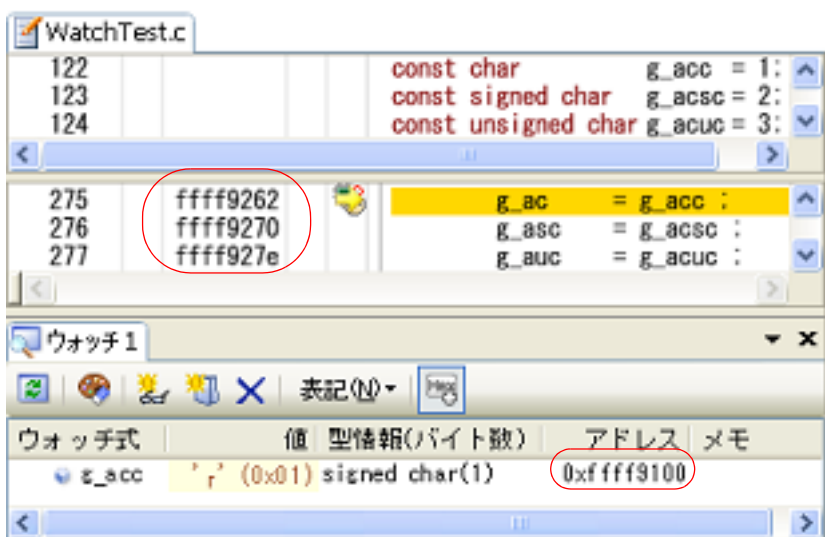 WatchTest.c
122 const char g_acc = 1;
123 const signed char g_acsc = 2;
124 const unsigned char g_acuc = 3;
275 ffff9262 g_ac = g_acc ;
276 ffff9270 g_asc = g_acsc ;
277 ffff927e g_auc = g_acuc ;
ウォッチ1
表記(N) Hex
ウォッチ式 値 型情報(バイト数) アドレス メモ
g_acc '┌' (0x01) signed char(1) 0xffff9100